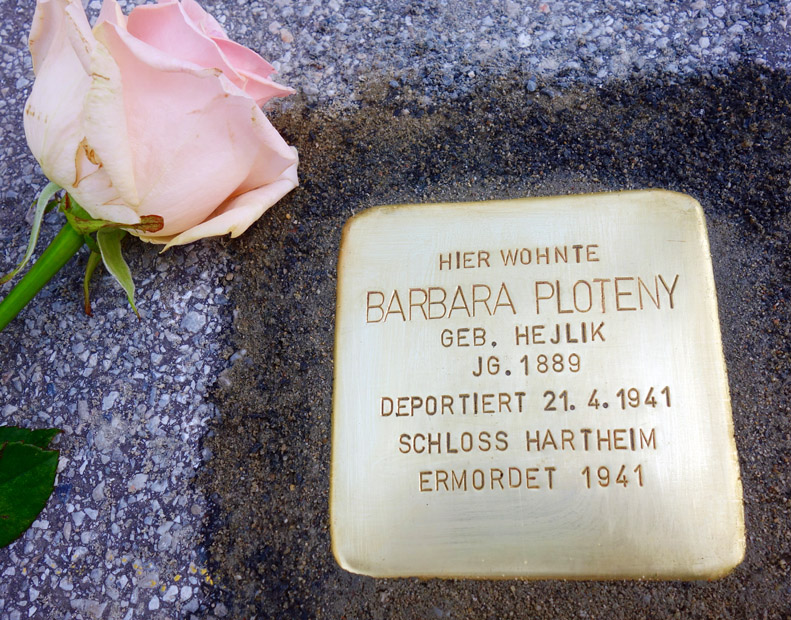 HIER WOHNTE
BARBARA PLOTENY
GEB. HEJLIK
JG. 1889
DEPORTIERT 21. 4. 1941
SCHLOSS HARTHEIM
ERMORDET 1941